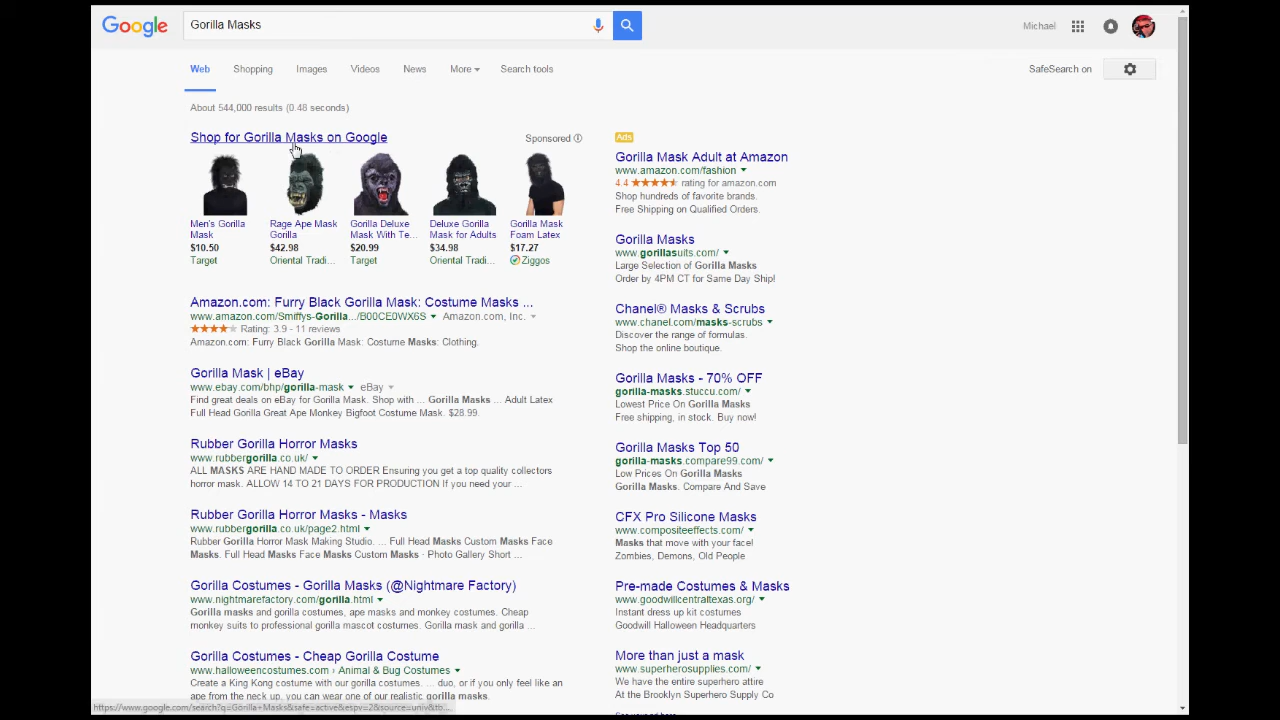 Google
Gorilla Masks
Michael
Web
Shopping
Images
Videos
News
More
Search tools
SafeSearch on
About 544,000 results (0.48 seconds)
Shop for Gorilla Masks on Google
Sponsored
Men's Gorilla
Mask
$10.50
Target
Rage Ape Mask
Gorilla
$42.98
Oriental Tradi...
Gorilla Deluxe
Mask With Te...
$20.99
Target
Deluxe Gorilla
Mask for Adults
$34.98
Oriental Tradi...
Gorilla Mask
Foam Latex
$17.27
Ziggos
Amazon.com: Furry Black Gorilla Mask: Costume Masks ...
www.amazon.com/Smiffys-Gorilla.../B00CE0WX6S Amazon.com, Inc.
Rating: 3.9 - 11 reviews
Amazon.com: Furry Black Gorilla Mask: Costume Masks: Clothing.
Gorilla Mask | eBay
www.ebay.com/bhp/gorilla-mask eBay
Find great deals on eBay for Gorilla Mask. Shop with ... Gorilla Masks ... Adult Latex
Full Head Gorilla Great Ape Monkey Bigfoot Costume Mask. $28.99.
Rubber Gorilla Horror Masks
www.rubbergorilla.co.uk/
ALL MASKS ARE HAND MADE TO ORDER Ensuring you get a top quality collectors
horror mask. ALLOW 14 TO 21 DAYS FOR PRODUCTION If you need your ...
Rubber Gorilla Horror Masks - Masks
www.rubbergorilla.co.uk/page2.html
Rubber Gorilla Horror Mask Making Studio. ... Full Head Masks Custom Masks Face
Masks. Full Head Masks Face Masks Custom Masks · Photo Gallery Short ...
Gorilla Costumes - Gorilla Masks (@Nightmare Factory)
www.nightmarefactory.com/gorilla.html
Gorilla masks and gorilla costumes, ape masks and monkey costumes. Cheap
monkey suits to professional gorilla mascot costumes. Gorilla mask and gorilla ...
Gorilla Costumes - Cheap Gorilla Costume
www.halloweencostumes.com › Animal & Bug Costumes
Create a King Kong costume with our gorilla costumes. ... duo, or if you only feel like an
ape from the neck up, you can wear one of our realistic gorilla masks.
https://www.google.com/search?q=Gorilla+Masks&safe=active&espv=2&source=univ&tb...
Ads
Gorilla Mask Adult at Amazon
www.amazon.com/fashion
4.4 rating for amazon.com
Shop hundreds of favorite brands.
Free Shipping on Qualified Orders.
Gorilla Masks
www.gorillasuits.com/
Large Selection of Gorilla Masks
Order by 4PM CT for Same Day Ship!
Chanel® Masks & Scrubs
www.chanel.com/masks-scrubs
Discover the range of formulas.
Shop the online boutique.
Gorilla Masks - 70% OFF
gorilla-masks.stuccu.com/
Lowest Price On Gorilla Masks
Free shipping, in stock. Buy now!
Gorilla Masks Top 50
gorilla-masks.compare99.com/
Low Prices On Gorilla Masks
Gorilla Masks. Compare And Save
CFX Pro Silicone Masks
www.compositeeffects.com/
Masks that move with your face!
Zombies, Demons, Old People
Pre-made Costumes & Masks
www.goodwillcentraltexas.org/
Instant dress up kit costumes
Goodwill Halloween Headquarters
More than just a mask
www.superherosupplies.com/
We have the entire superhero attire
At the Brooklyn Superhero Supply Co